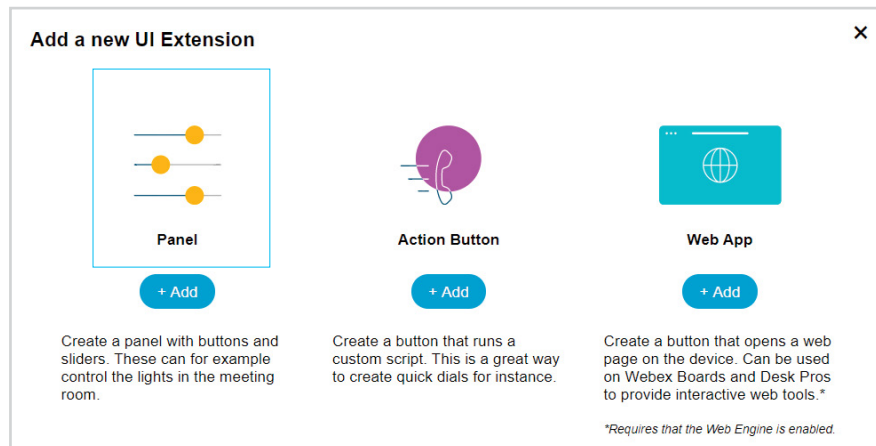 Add a new UI Extension
×
Panel
+ Add
Create a panel with buttons and
sliders. These can for example
control the lights in the meeting
room.
Action Button
+ Add
Create a button that runs a
custom script. This is a great way
to create quick dials for instance.
Web App
+ Add
Create a button that opens a web
page on the device. Can be used
on Webex Boards and Desk Pros
to provide interactive web tools.*
*Requires that the Web Engine is enabled.